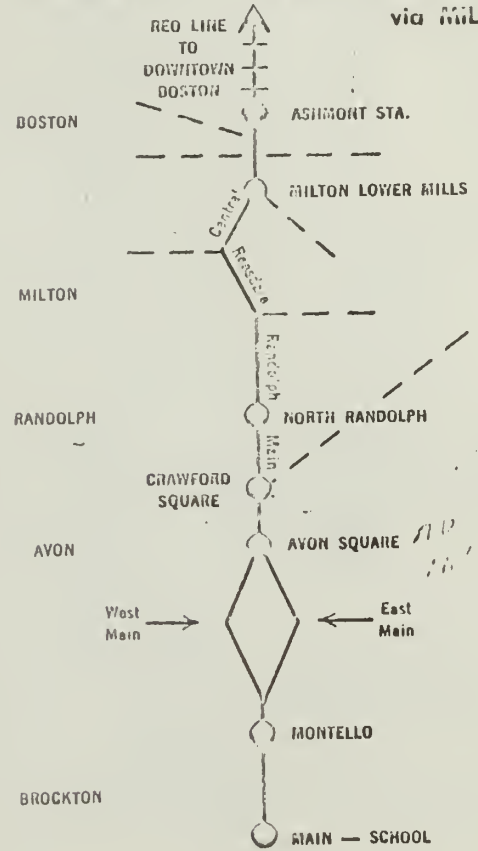 via MIL
RED LINE
TO
DOWNTOWN
BOSTON
BOSTON
ASHMONT STA.
MILTON LOWER MILLS
Central
Reedsdale
MILTON
Randolph
RANDOLPH
NORTH RANDOLPH
Main
CRAWFORD
SQUARE
AVON
AVON SQUARE
West
Main
East
Main
MONTELLO
BROCKTON
MAIN — SCHOOL